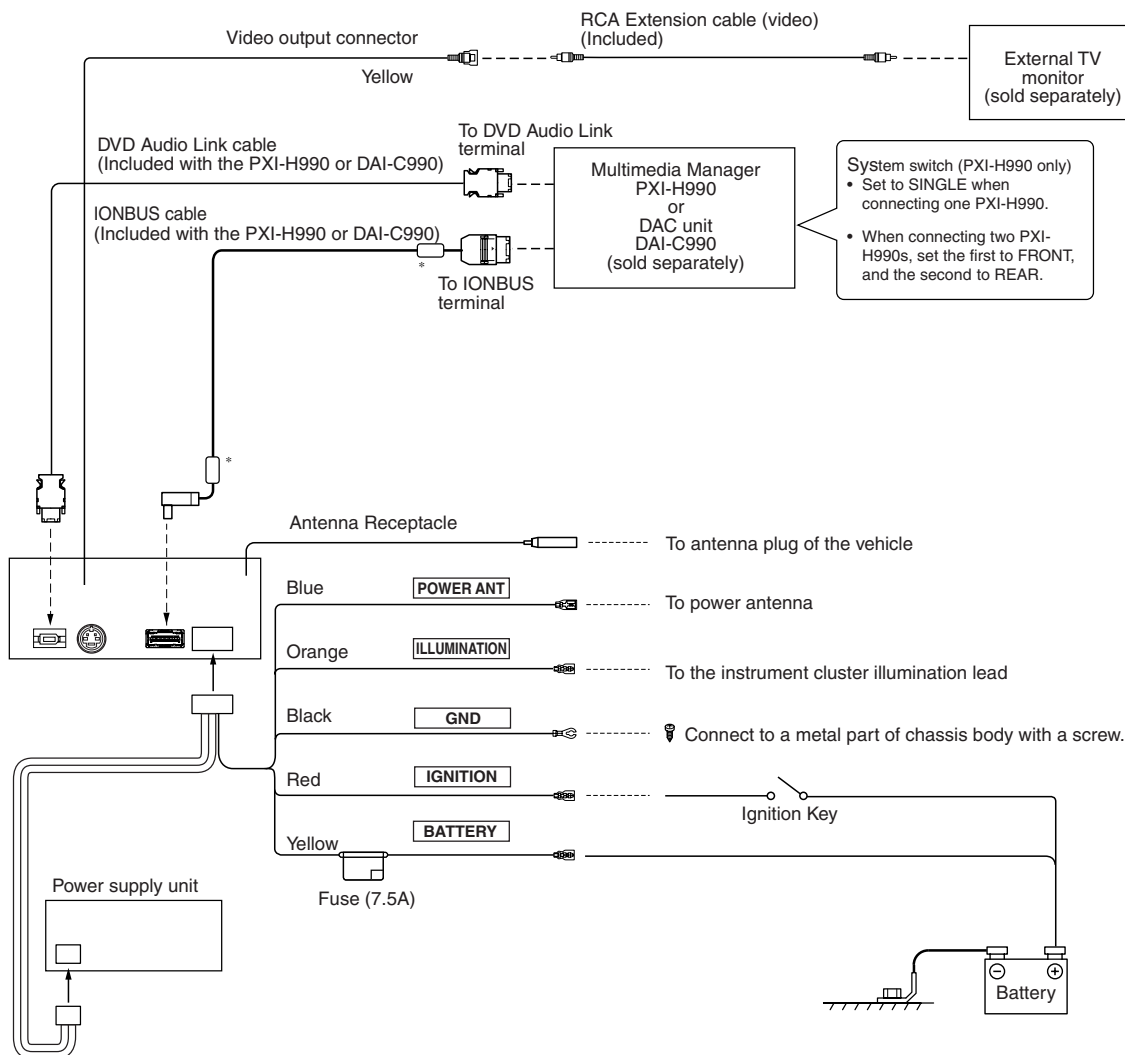 Video output connector
Yellow
RCA Extension cable (video)
(Included)
External TV
monitor
(sold separately)
DVD Audio Link cable
(Included with the PXI-H990 or DAI-C990)
To DVD Audio Link
terminal
IONBUS cable
(Included with the PXI-H990 or DAI-C990)
*
To IONBUS
terminal
Multimedia Manager
PXI-H990
or
DAC unit
DAI-C990
(sold separately)
System switch (PXI-H990 only)
• Set to SINGLE when
connecting one PXI-H990.
• When connecting two PXI-
H990s, set the first to FRONT,
and the second to REAR.
*
Antenna Receptacle
To antenna plug of the vehicle
Blue
POWER ANT
To power antenna
Orange
ILLUMINATION
To the instrument cluster illumination lead
Black
GND
Connect to a metal part of chassis body with a screw.
Red
IGNITION
Ignition Key
Yellow
BATTERY
Fuse (7.5A)
Power supply unit
− +
Battery